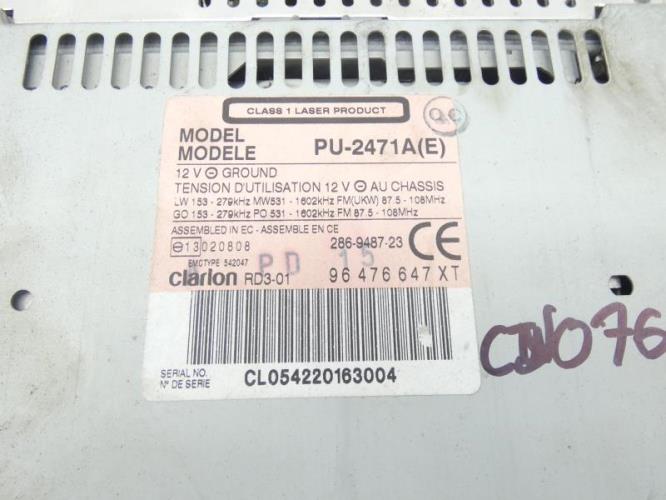 CLASS 1 LASER PRODUCT
QC
MODEL
MODELE PU-2471A(E)
12 V ⊖ GROUND
TENSION D'UTILISATION 12 V ⊖ AU CHASSIS
LW 153 - 279kHz MW531 - 1602kHz FM(UKW) 87.5 - 108MHz
GO 153 - 279kHz PO 531 - 1602kHz FM 87.5 - 108MHz
ASSEMBLED IN EC - ASSEMBLE EN CE
13 020808 286-9487-23 CE
EMCTYPE 542047
PD 15
clarion RD3-01 96 476 647 XT
SERIAL NO.
N° DE SERIE CL054220163004